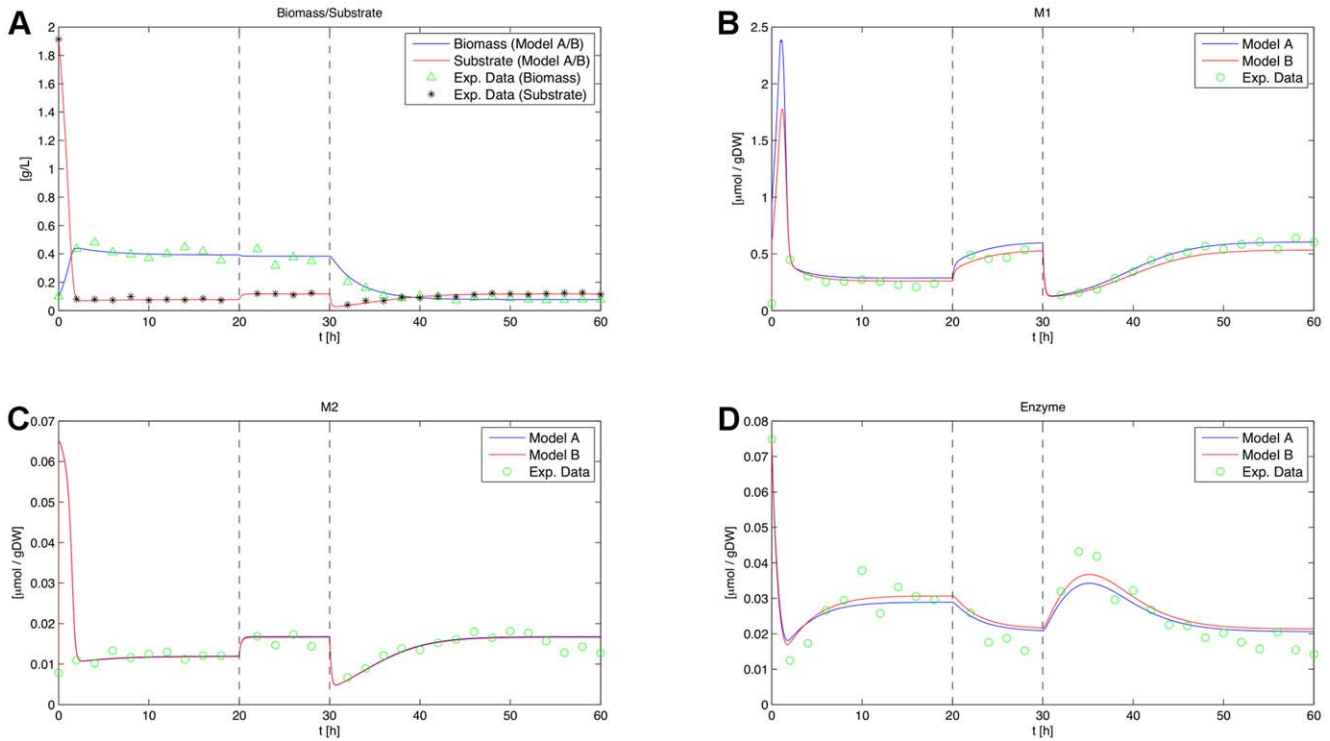 A
Biomass/Substrate
2
1.8
1.6
1.4
1.2
1
0.8
0.6
0.4
0.2
0
[g/L]
Biomass (Model A/B)
Substrate (Model A/B)
Exp. Data (Biomass)
Exp. Data (Substrate)
0 10 20 30 40 50 60
t [h]
B
M1
2.5
2
1.5
1
0.5
0
[μmol / gDW]
Model A
Model B
Exp. Data
0 10 20 30 40 50 60
t [h]
C
M2
0.07
0.06
0.05
0.04
0.03
0.02
0.01
0
[μmol / gDW]
Model A
Model B
Exp. Data
0 10 20 30 40 50 60
t [h]
D
Enzyme
0.08
0.07
0.06
0.05
0.04
0.03
0.02
0.01
0
[μmol / gDW]
Model A
Model B
Exp. Data
0 10 20 30 40 50 60
t [h]